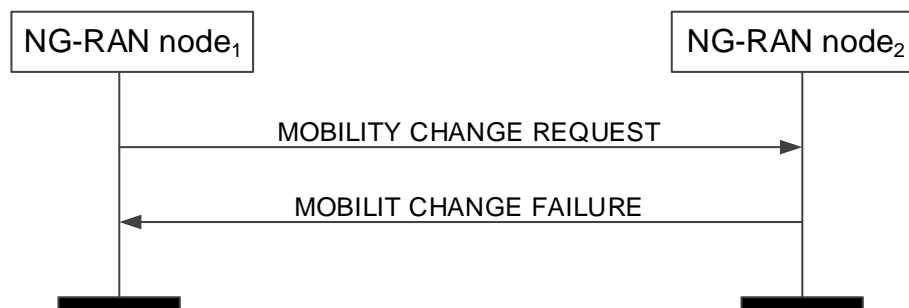 NG-RAN node₁
NG-RAN node₂
MOBILITY CHANGE REQUEST
MOBILIT CHANGE FAILURE